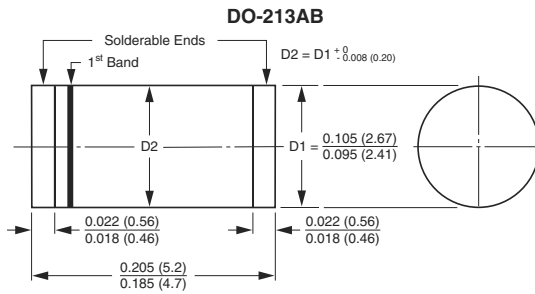 DO-213AB
Solderable Ends
1st Band
D2 = D1 + 0
- 0.008 (0.20)
D2
D1 = 0.105 (2.67)
0.095 (2.41)
0.022 (0.56)
0.018 (0.46)
0.022 (0.56)
0.018 (0.46)
0.205 (5.2)
0.185 (4.7)